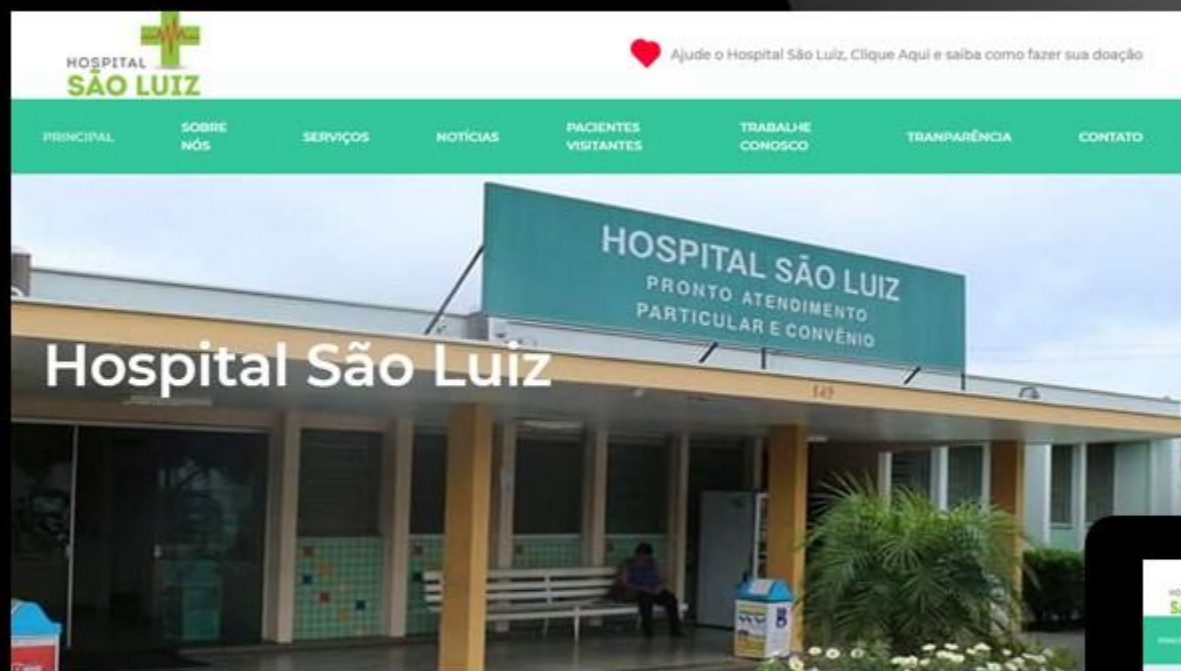 HOSPITAL
SÃO LUIZ
Ajude o Hospital São Luiz, Clique Aqui e saiba como fazer sua doação
PRINCIPAL
SOBRE
NÓS
SERVIÇOS
NOTÍCIAS
PACIENTES
VISITANTES
TRABALHE
CONOSCO
TRANPARÊNCIA
CONTATO
HOSPITAL SÃO LUIZ
PRONTO ATENDIMENTO
PARTICULAR E CONVÊNIO
Hospital São Luiz